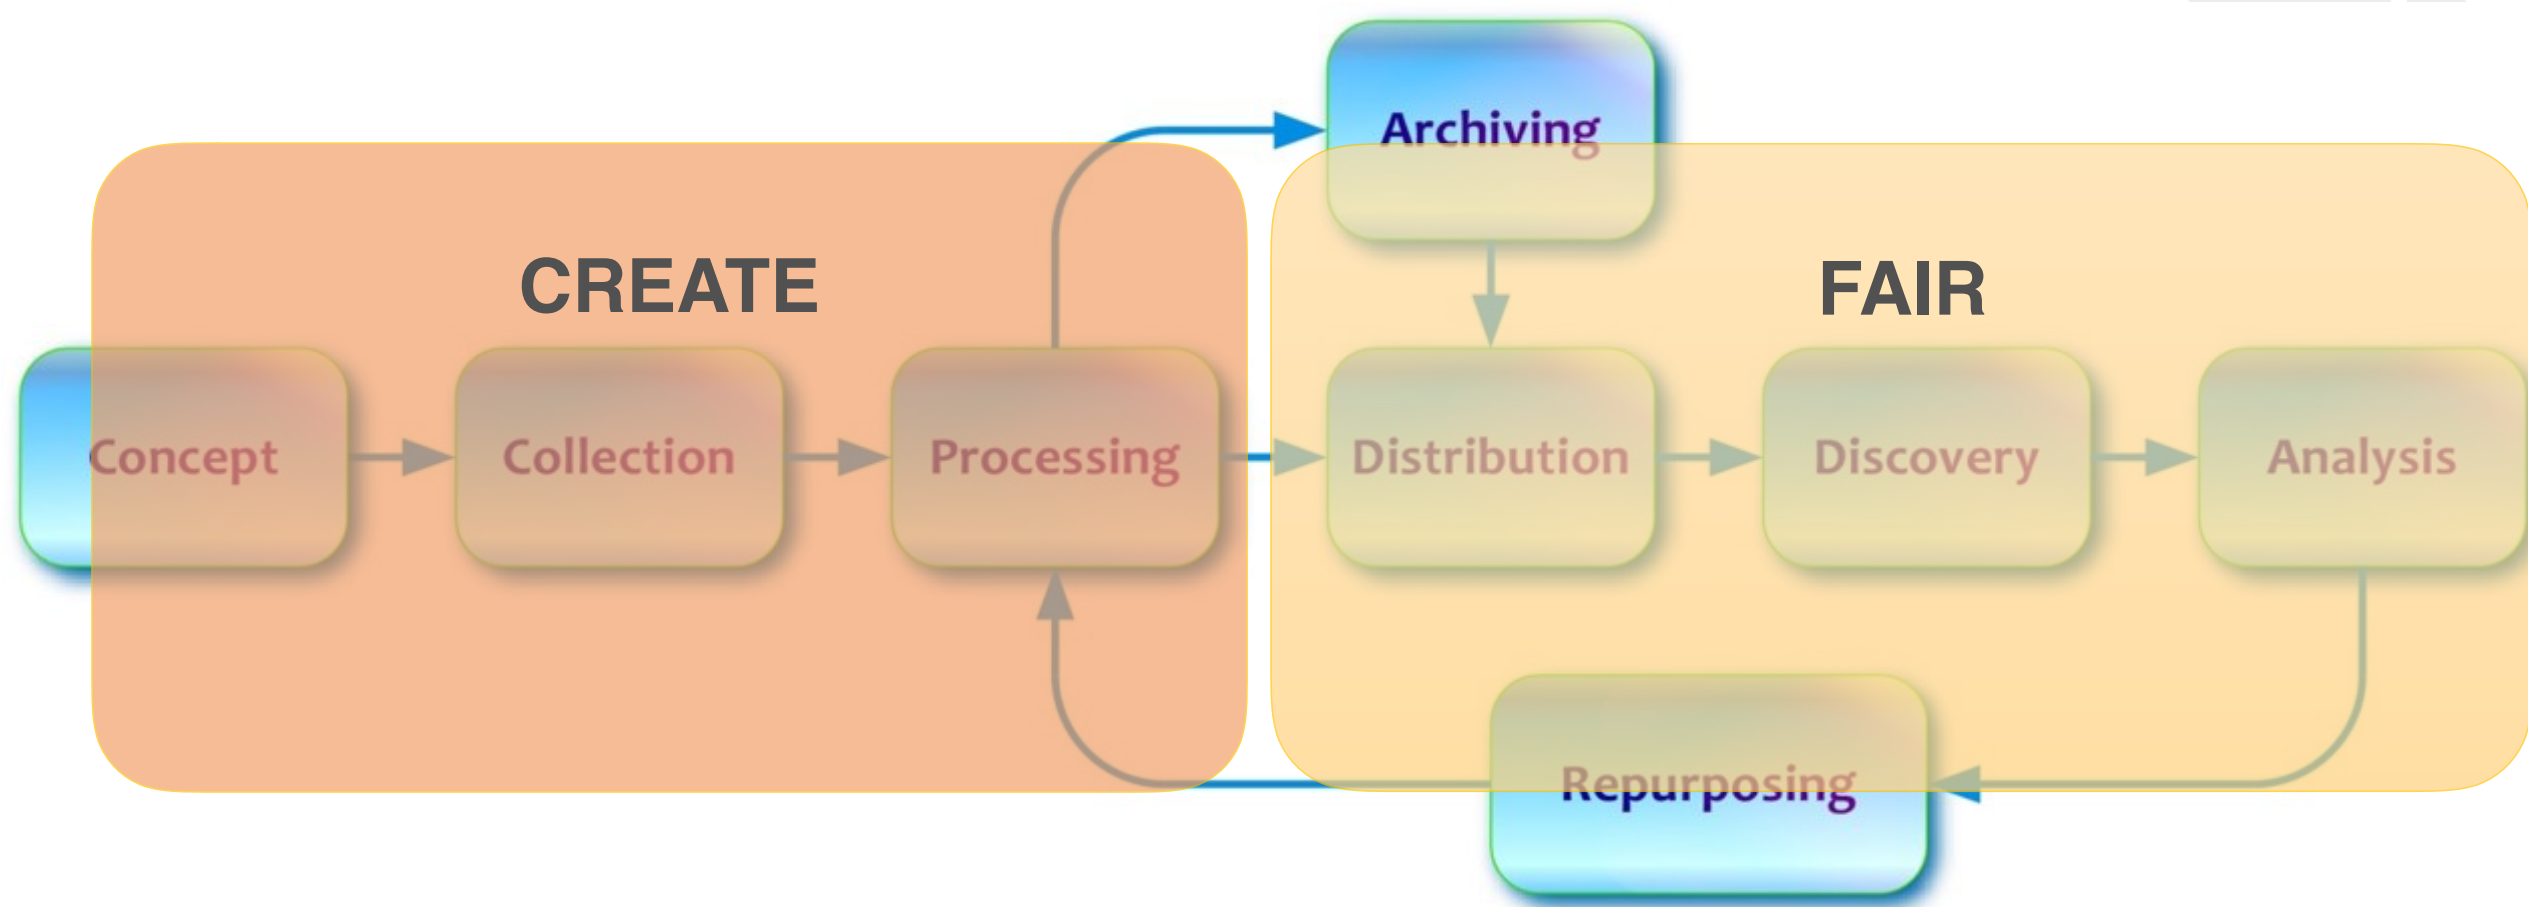 Archiving
CREATE
FAIR
Concept
Collection
Processing
Distribution
Discovery
Analysis
Repurposing